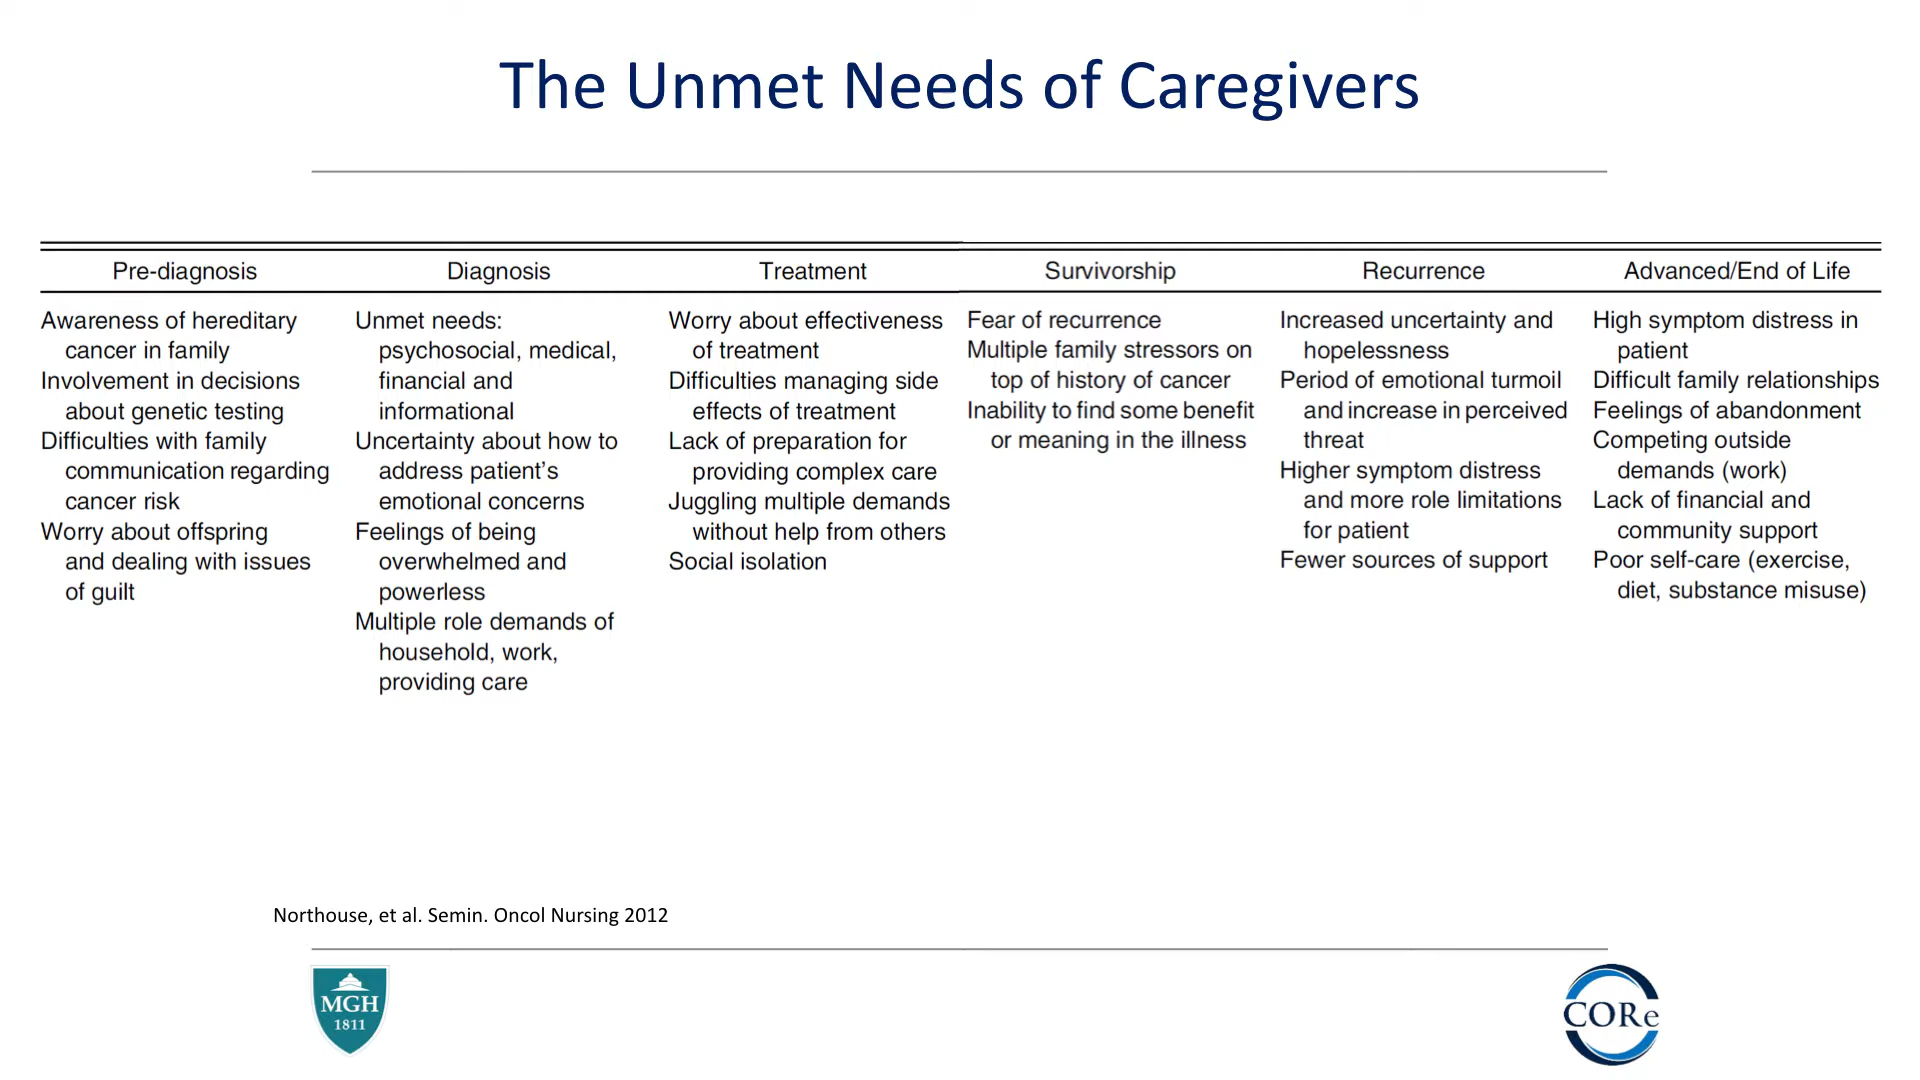 The Unmet Needs of Caregivers
Pre-diagnosis
Awareness of hereditary
cancer in family
Involvement in decisions
about genetic testing
Difficulties with family
communication regarding
cancer risk
Worry about offspring
and dealing with issues
of guilt
Diagnosis
Unmet needs:
psychosocial, medical,
financial and
informational
Uncertainty about how to
address patient's
emotional concerns
Feelings of being
overwhelmed and
powerless
Multiple role demands of
household, work,
providing care
Treatment
Worry about effectiveness
of treatment
Difficulties managing side
effects of treatment
Lack of preparation for
providing complex care
Juggling multiple demands
without help from others
Social isolation
Survivorship
Fear of recurrence
Multiple family stressors on
top of history of cancer
Inability to find some benefit
or meaning in the illness
Recurrence
Increased uncertainty and
hopelessness
Period of emotional turmoil
and increase in perceived
threat
Higher symptom distress
and more role limitations
for patient
Fewer sources of support
Advanced/End of Life
High symptom distress in
patient
Difficult family relationships
Feelings of abandonment
Competing outside
demands (work)
Lack of financial and
community support
Poor self-care (exercise,
diet, substance misuse)
Northouse, et al. Semin. Oncol Nursing 2012
MGH
1811
CORe